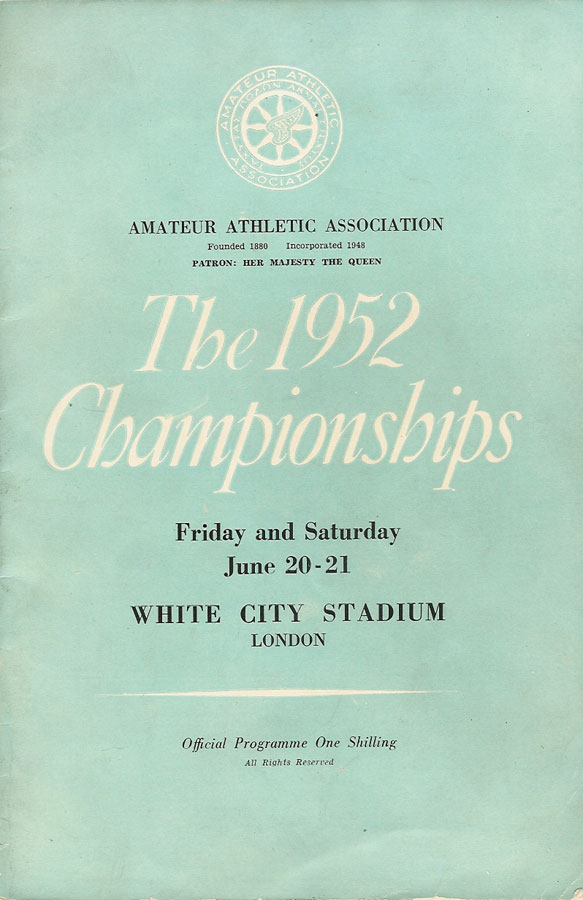 AMATEUR ATHLETIC
ASSOCIATION
AMATEUR ATHLETIC ASSOCIATION
Founded 1880 Incorporated 1948
PATRON: HER MAJESTY THE QUEEN
The 1952
Championships
Friday and Saturday
June 20-21
WHITE CITY STADIUM
LONDON
Official Programme One Shilling
All Rights Reserved